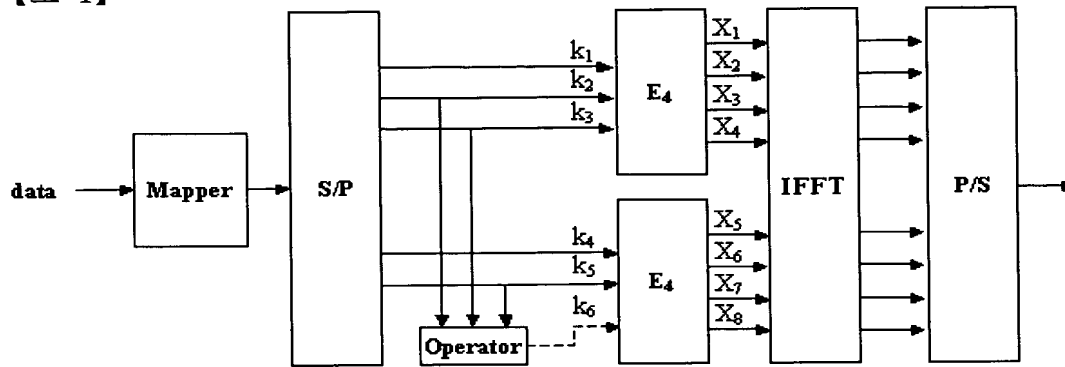 k1
k2
k3
E4
X1
X2
X3
X4
data
Mapper
S/P
IFFT
P/S
k4
k5
k6
E4
X5
X6
X7
X8
Operator